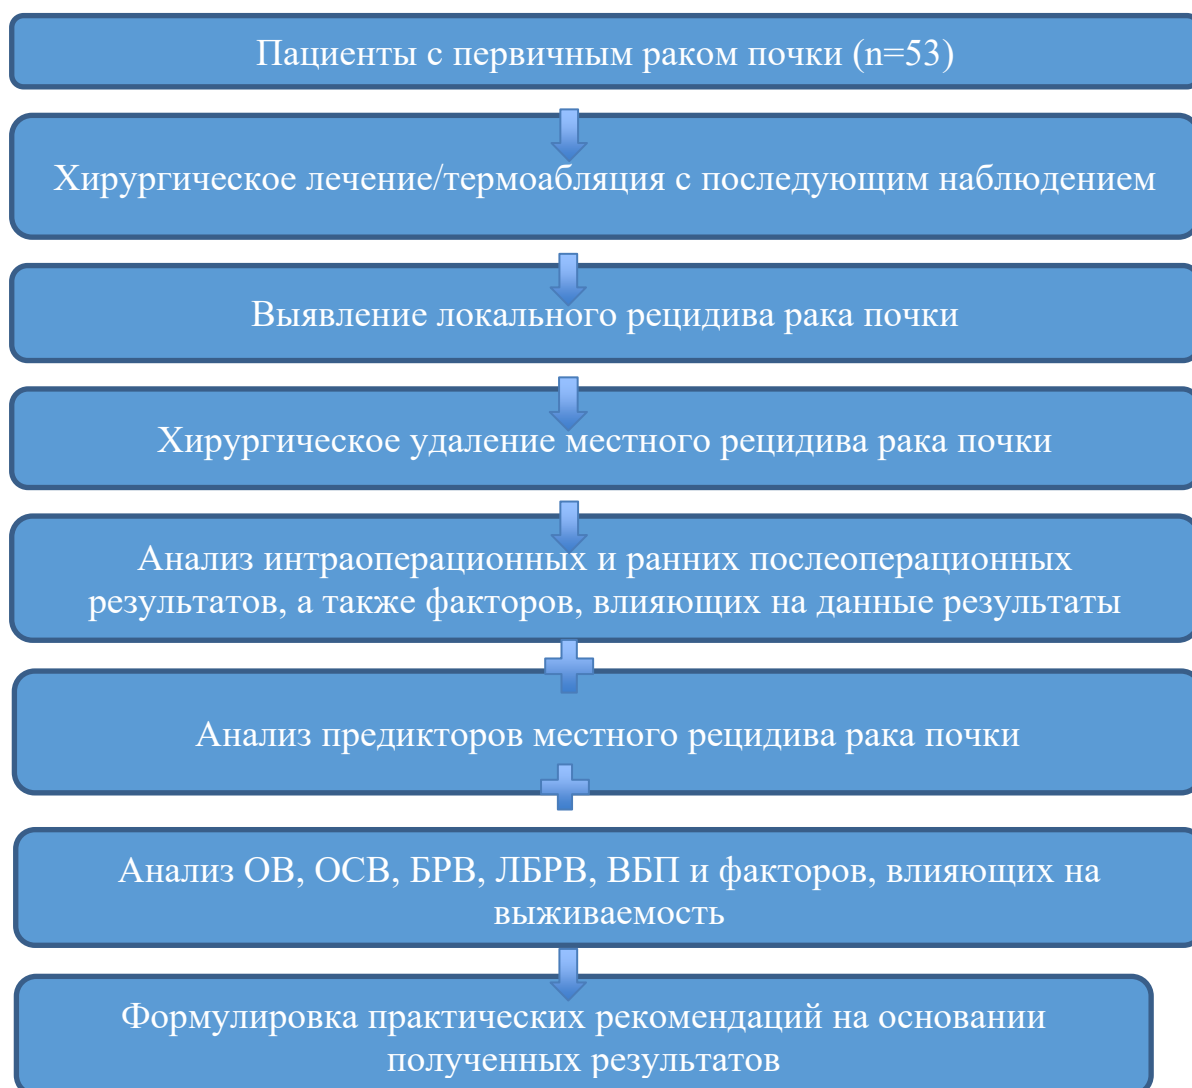 Пациенты с первичным раком почки (n=53)
Хирургическое лечение/термоабляция с последующим наблюдением
Выявление локального рецидива рака почки
Хирургическое удаление местного рецидива рака почки
Анализ интраоперационных и ранних послеоперационных
результатов, а также факторов, влияющих на данные результаты
Анализ предикторов местного рецидива рака почки
Анализ ОВ, ОСВ, БРВ, ЛБРВ, ВБП и факторов, влияющих на
выживаемость
Формулировка практических рекомендаций на основании
полученных результатов